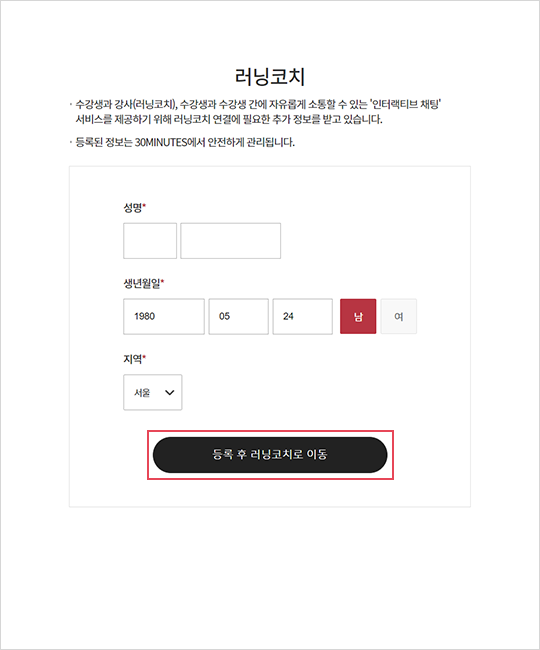 러닝코치
· 수강생과 강사(러닝코치), 수강생과 수강생 간에 자유롭게 소통할 수 있는 '인터랙티브 채팅'
서비스를 제공하기 위해 러닝코치 연결에 필요한 추가 정보를 받고 있습니다.
· 등록된 정보는 30MINUTES에서 안전하게 관리됩니다.
성명*
생년월일*
1980 05 24 남 여
지역*
서울
등록 후 러닝코치로 이동